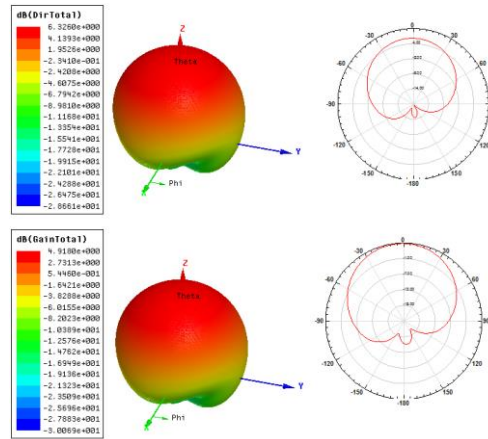 dB(DirTotal)
6.3260e+000
4.1393e+000
1.9526e+000
-2.3410e-001
-2.4208e+000
-4.6075e+000
-6.7942e+000
-8.9810e+000
-1.1168e+001
-1.3354e+001
-1.5541e+001
-1.7728e+001
-1.9915e+001
-2.2101e+001
-2.4288e+001
-2.6475e+001
-2.8661e+001
Z
Theta
Y
Phi
X
0
30
60
90
120
150
-180
-150
-120
-90
-60
-30
dB(GainTotal)
4.9180e+000
2.7313e+000
5.4460e-001
-1.6421e+000
-3.8288e+000
-6.0155e+000
-8.2023e+000
-1.0389e+001
-1.2576e+001
-1.4762e+001
-1.6949e+001
-1.9136e+001
-2.1323e+001
-2.3509e+001
-2.5696e+001
-2.7883e+001
-3.0069e+001
Z
Theta
Y
Phi
X
0
30
60
90
120
150
-180
-150
-120
-90
-60
-30